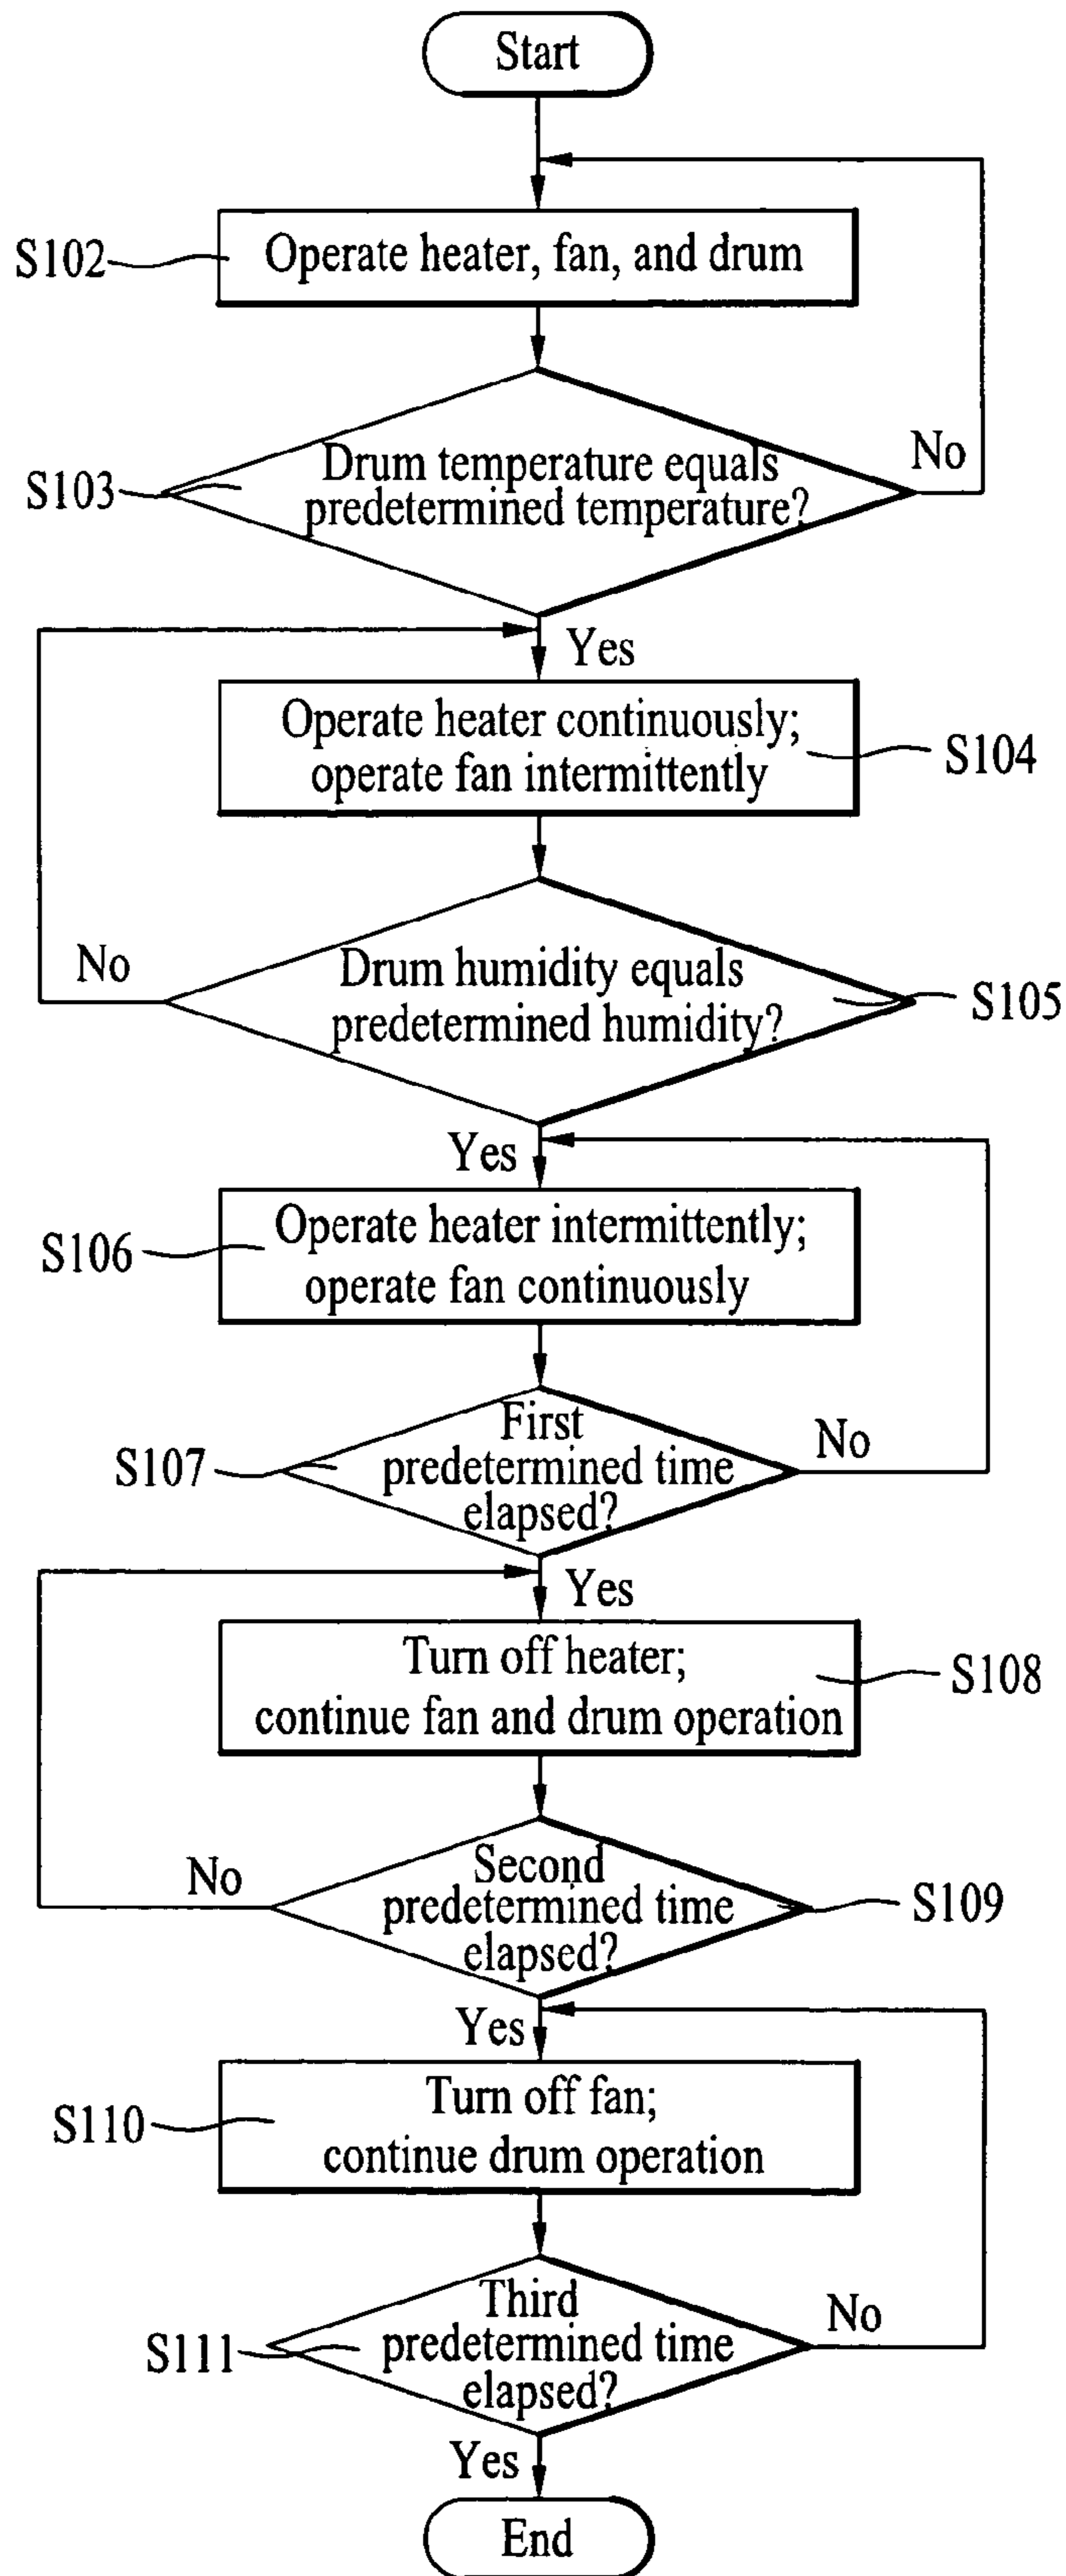 Start
S102
Operate heater, fan, and drum
S103
Drum temperature equals
predetermined temperature?
No
Yes
Operate heater continuously;
operate fan intermittently
S104
No
Drum humidity equals
predetermined humidity?
S105
Yes
S106
Operate heater intermittently;
operate fan continuously
S107
First
predetermined time
elapsed?
No
Yes
Turn off heater;
continue fan and drum operation
S108
No
Second
predetermined time
elapsed?
S109
Yes
S110
Turn off fan;
continue drum operation
S111
Third
predetermined time
elapsed?
No
Yes
End